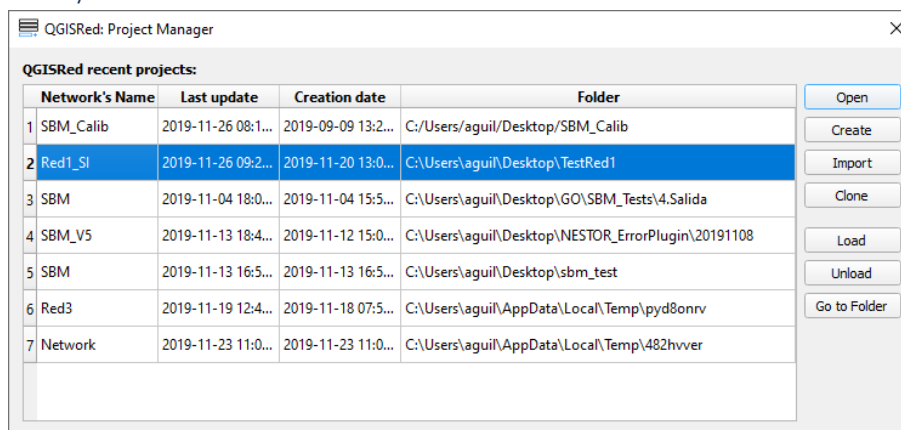 QGISRed: Project Manager
QGISRed recent projects:
Network's Name Last update Creation date Folder
1 SBM_Calib 2019-11-26 08:1... 2019-09-09 13:2... C:/Users/aguil/Desktop/SBM_Calib
2 Red1_SI 2019-11-26 09:2... 2019-11-20 13:0... C:\Users\aguil\Desktop\TestRed1
3 SBM 2019-11-04 18:0... 2019-11-04 15:5... C:\Users\aguil\Desktop\GO\SBM_Tests\4.Salida
4 SBM_V5 2019-11-13 18:4... 2019-11-12 15:0... C:\Users\aguil\Desktop\NESTOR_ErrorPlugin\20191108
5 SBM 2019-11-13 16:5... 2019-11-13 16:5... C:\Users\aguil\Desktop\sbm_test
6 Red3 2019-11-19 12:4... 2019-11-18 07:5... C:\Users\aguil\AppData\Local\Temp\pyd8onrv
7 Network 2019-11-23 11:0... 2019-11-23 11:0... C:\Users\aguil\AppData\Local\Temp\482hvver
Open
Create
Import
Clone
Load
Unload
Go to Folder